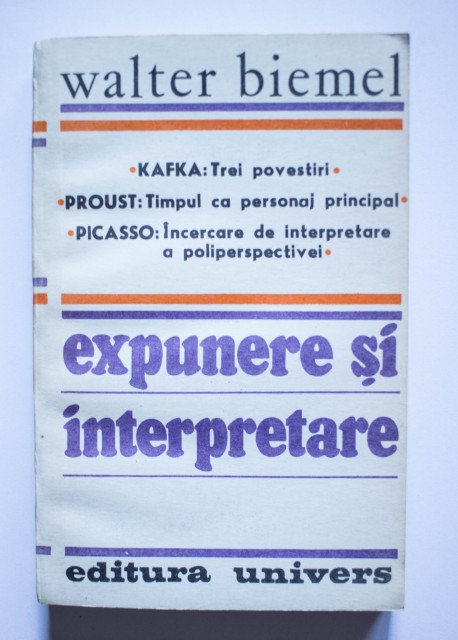 walter biemel
•KAFKA: Trei povestiri•
•PROUST: Timpul ca personaj principal•
•PICASSO: Încercare de interpretare
a poliperspectivei•
expunere și
interpretare
editura univers